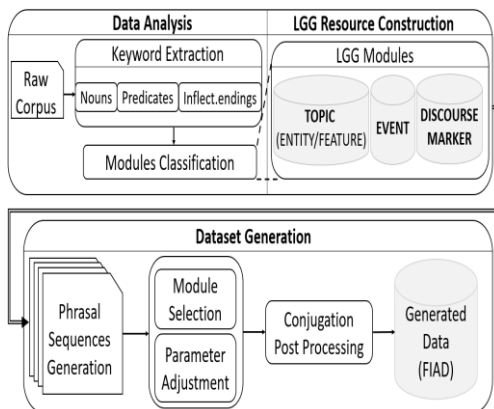 Data Analysis
Keyword Extraction
Raw
Corpus
Nouns
Predicates
Inflect.endings
Modules Classification
LGG Resource Construction
LGG Modules
TOPIC
(ENTITY/FEATURE)
EVENT
DISCOURSE
MARKER
Dataset Generation
Phrasal
Sequences
Generation
Module
Selection
Parameter
Adjustment
Conjugation
Post Processing
Generated
Data
(FIAD)